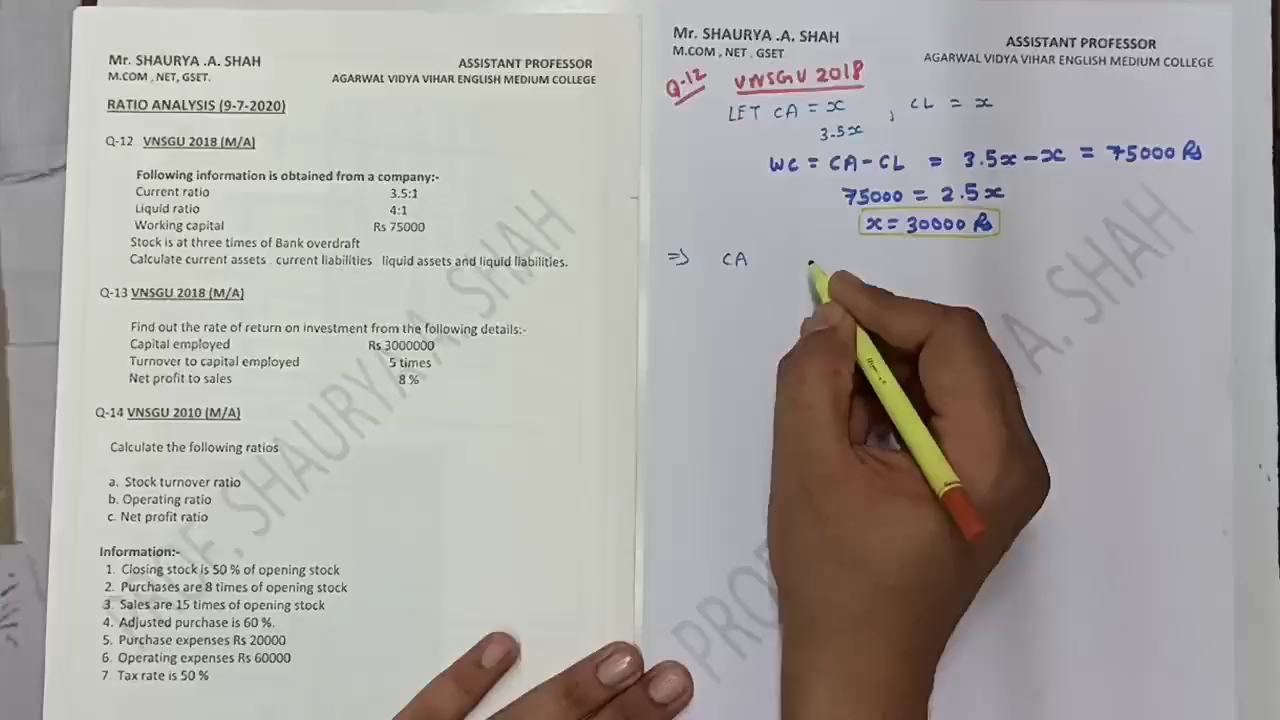 Mr. SHAURYA .A. SHAH
ASSISTANT PROFESSOR
M.COM , NET, GSET.
AGARWAL VIDYA VIHAR ENGLISH MEDIUM COLLEGE
RATIO ANALYSIS (9-7-2020)
Q-12 VNSGU 2018 (M/A)
Following information is obtained from a company:-
Current ratio 3.5:1
Liquid ratio 4:1
Working capital Rs 75000
Stock is at three times of Bank overdraft
Calculate current assets current liabilities liquid assets and liquid liabilities.
Q-13 VNSGU 2018 (M/A)
Find out the rate of return on investment from the following details:-
Capital employed Rs 3000000
Turnover to capital employed 5 times
Net profit to sales 8 %
Q-14 VNSGU 2010 (M/A)
Calculate the following ratios
a. Stock turnover ratio
b. Operating ratio
c. Net profit ratio
Information:-
1. Closing stock is 50 % of opening stock
2. Purchases are 8 times of opening stock
3. Sales are 15 times of opening stock
4. Adjusted purchase is 60 %.
5. Purchase expenses Rs 20000
6. Operating expenses Rs 60000
7. Tax rate is 50 %
PROF. SHAURYA A. SHAH
Mr. SHAURYA .A. SHAH
ASSISTANT PROFESSOR
M.COM , NET . GSET
AGARWAL VIDYA VIHAR ENGLISH MEDIUM COLLEGE
Q-12 VNSGU 2018
LET CA = x , CL = x
3.5x
WC = CA - CL = 3.5x - x = 75000 Rs
75000 = 2.5x
x = 30000 Rs
⇒ CA
PROF
A. SHAH